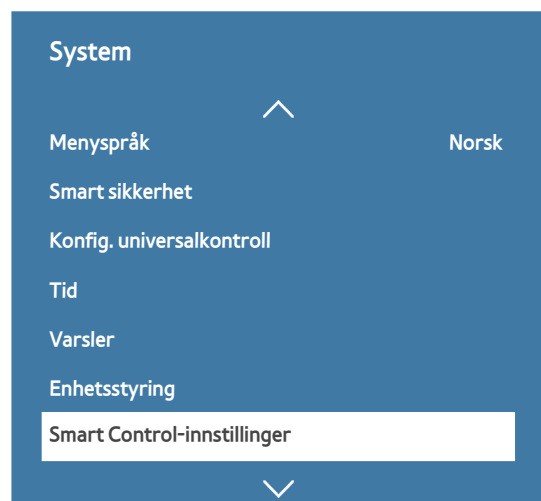 System
Menyspråk Norsk
Smart sikkerhet
Konfig. universalkontroll
Tid
Varsler
Enhetsstyring
Smart Control-innstillinger